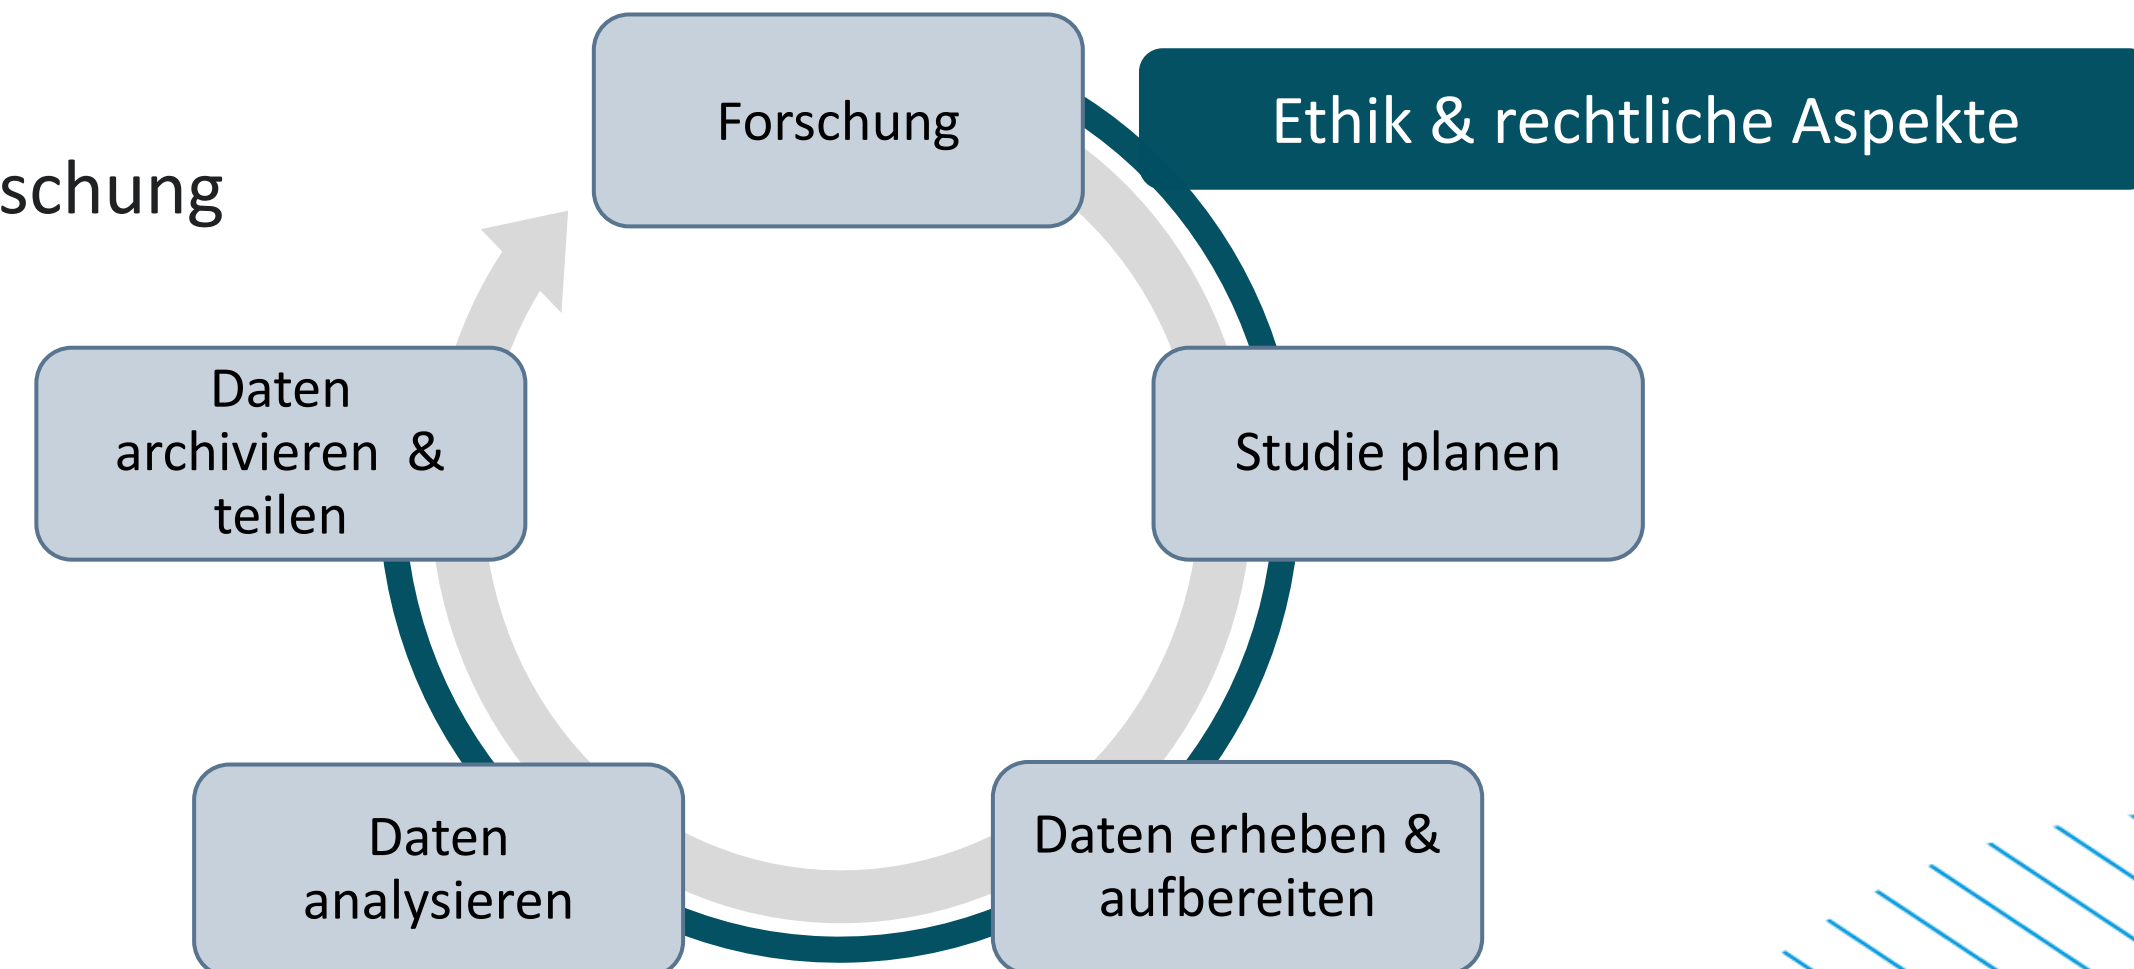 Forschung
Ethik & rechtliche Aspekte
schung
Daten
archivieren &
teilen
Studie planen
Daten
analysieren
Daten erheben &
aufbereiten